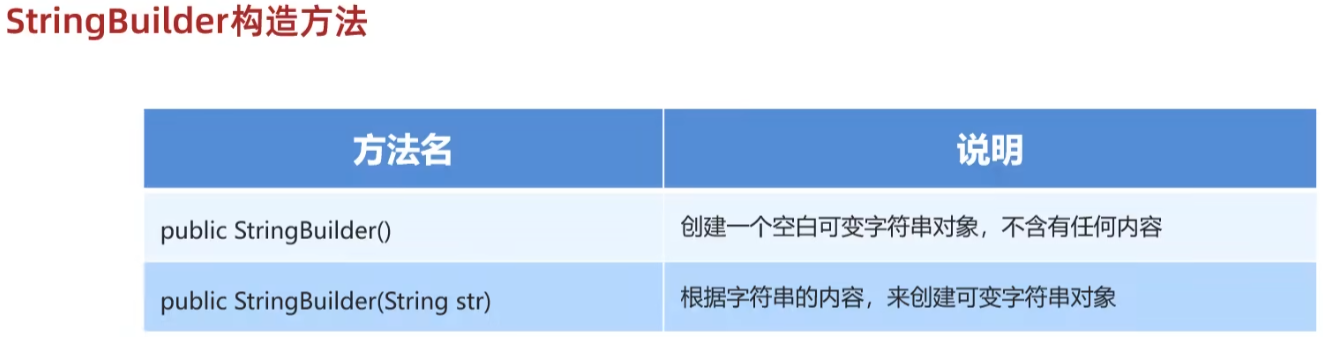 StringBuilder构造方法
方法名 说明
public StringBuilder() 创建一个空白可变字符串对象，不含有任何内容
public StringBuilder(String str) 根据字符串的内容，来创建可变字符串对象